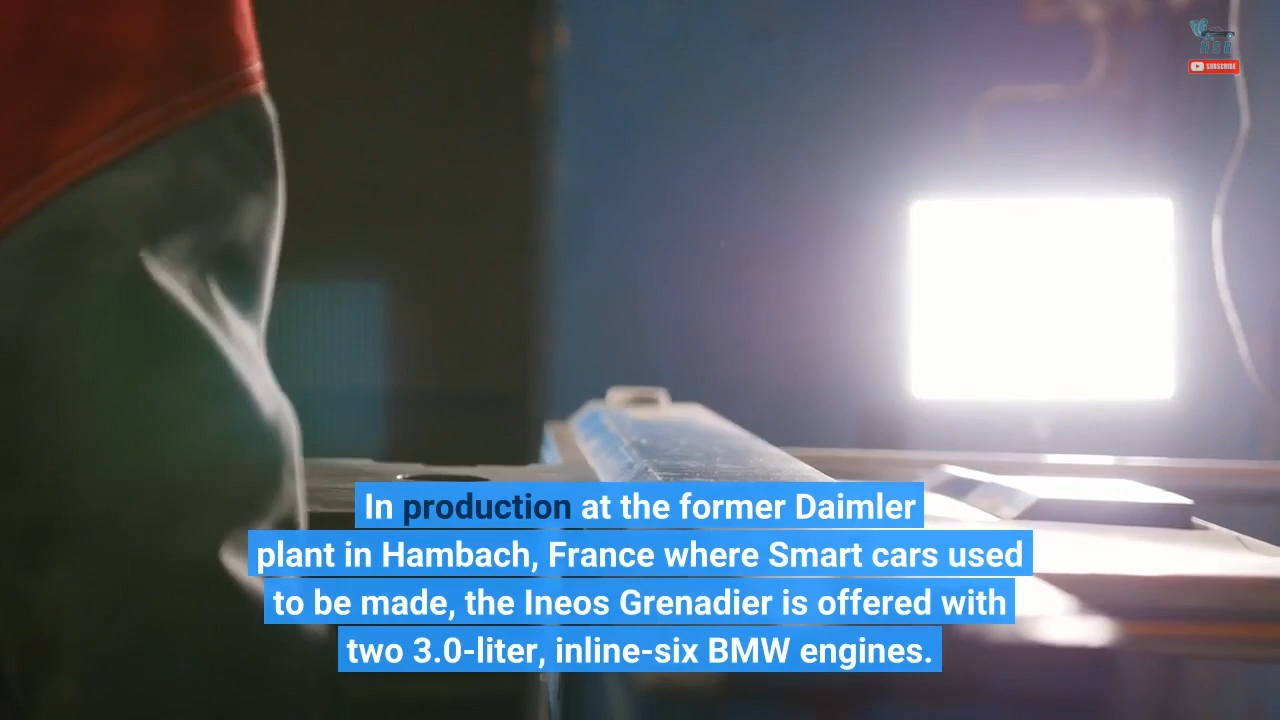 HSR
SUBSCRIBE
In production at the former Daimler
plant in Hambach, France where Smart cars used
to be made, the Ineos Grenadier is offered with
two 3.0-liter, inline-six BMW engines.